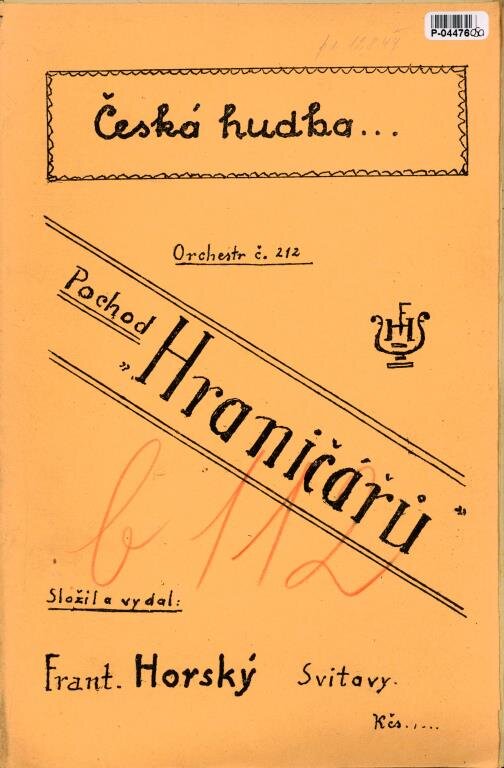 P-04476
Česká hudba...
Orchestr č. 212
Pochod
„Hraničářů"
b 112
Složil a vydal:
Frant. Horský Svitavy.
Kčs.....